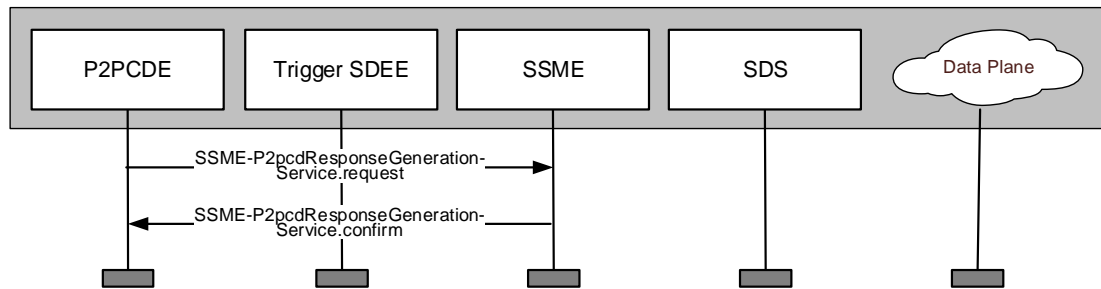 P2PCDE
Trigger SDEE
SSME
SDS
Data Plane
SSME-P2pcdResponseGeneration-
Service.request
SSME-P2pcdResponseGeneration-
Service.confirm